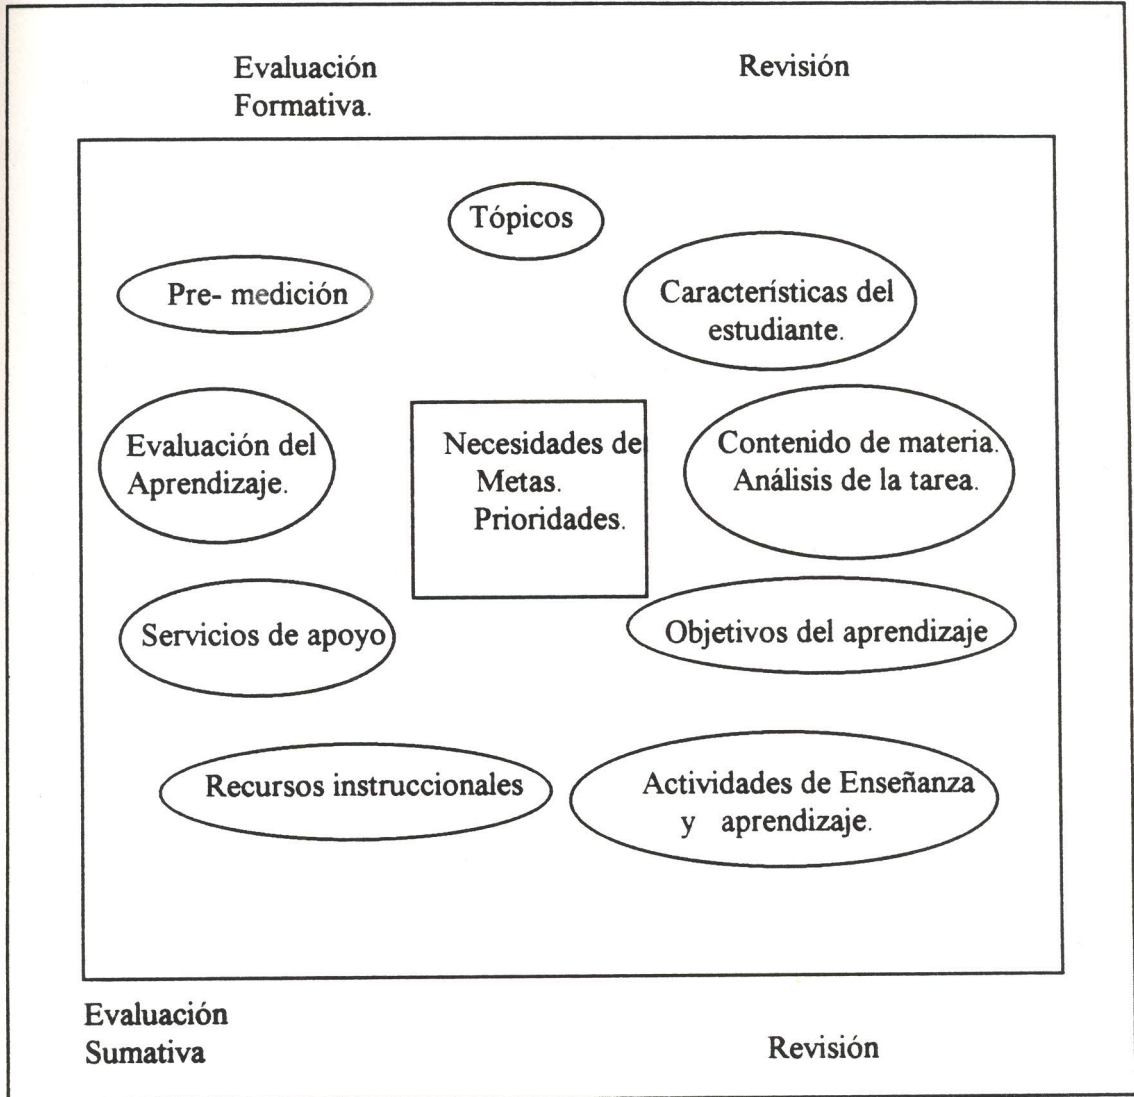 Evaluación
Formativa.
Revisión
Tópicos
Pre- medición
Características del
estudiante.
Evaluación del
Aprendizaje.
Necesidades de
Metas.
Prioridades.
Contenido de materia.
Análisis de la tarea.
Servicios de apoyo
Objetivos del aprendizaje
Recursos instruccionales
Actividades de Enseñanza
y aprendizaje.
Evaluación
Sumativa
Revisión